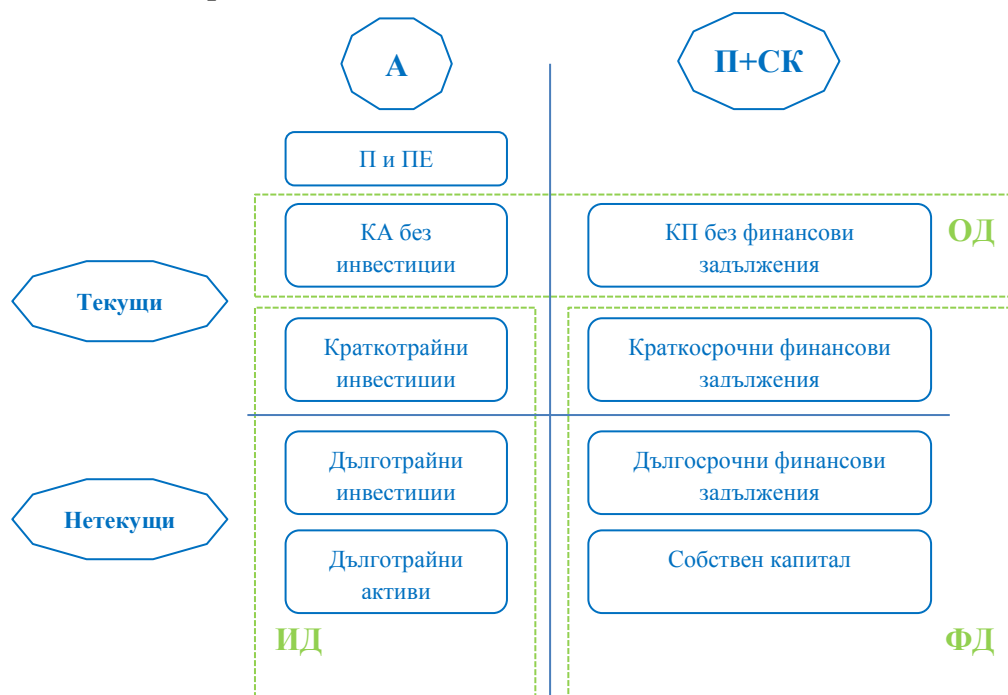 А
П+СК
П и ПЕ
КА без
инвестиции
КП без финансови
задължения
ОД
Текущи
Краткотрайни
инвестиции
Краткосрочни финансови
задължения
Дълготрайни
инвестиции
Дългосрочни финансови
задължения
Нетекущи
Дълготрайни
активи
Собствен капитал
ИД
ФД